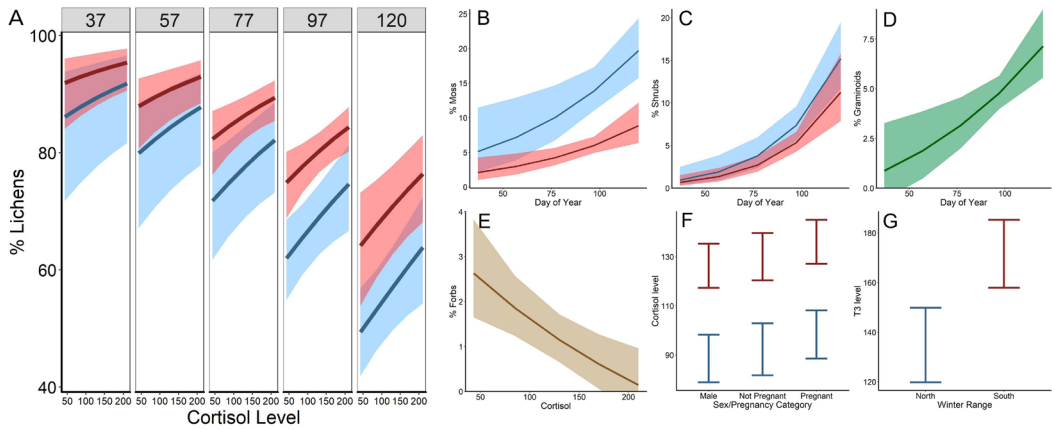 A
37 57 77 97 120
100
80
60
40
% Lichens
50 100 150 200 50 100 150 200 50 100 150 200 50 100 150 200 50 100 150 200
Cortisol Level
B
25
20
15
10
5
0
% Moss
50 75 100
Day of Year
C
20
15
10
5
0
% Shrubs
50 75 100
Day of Year
D
7.5
5.0
2.5
0.0
% Graminoids
50 75 100
Day of Year
E
4
3
2
1
0
% Forbs
50 100 150 200
Cortisol
F
130
110
90
Cortisol level
Male Not Pregnant Pregnant
Sex/Pregnancy Category
G
180
160
140
120
T3 level
North South
Winter Range